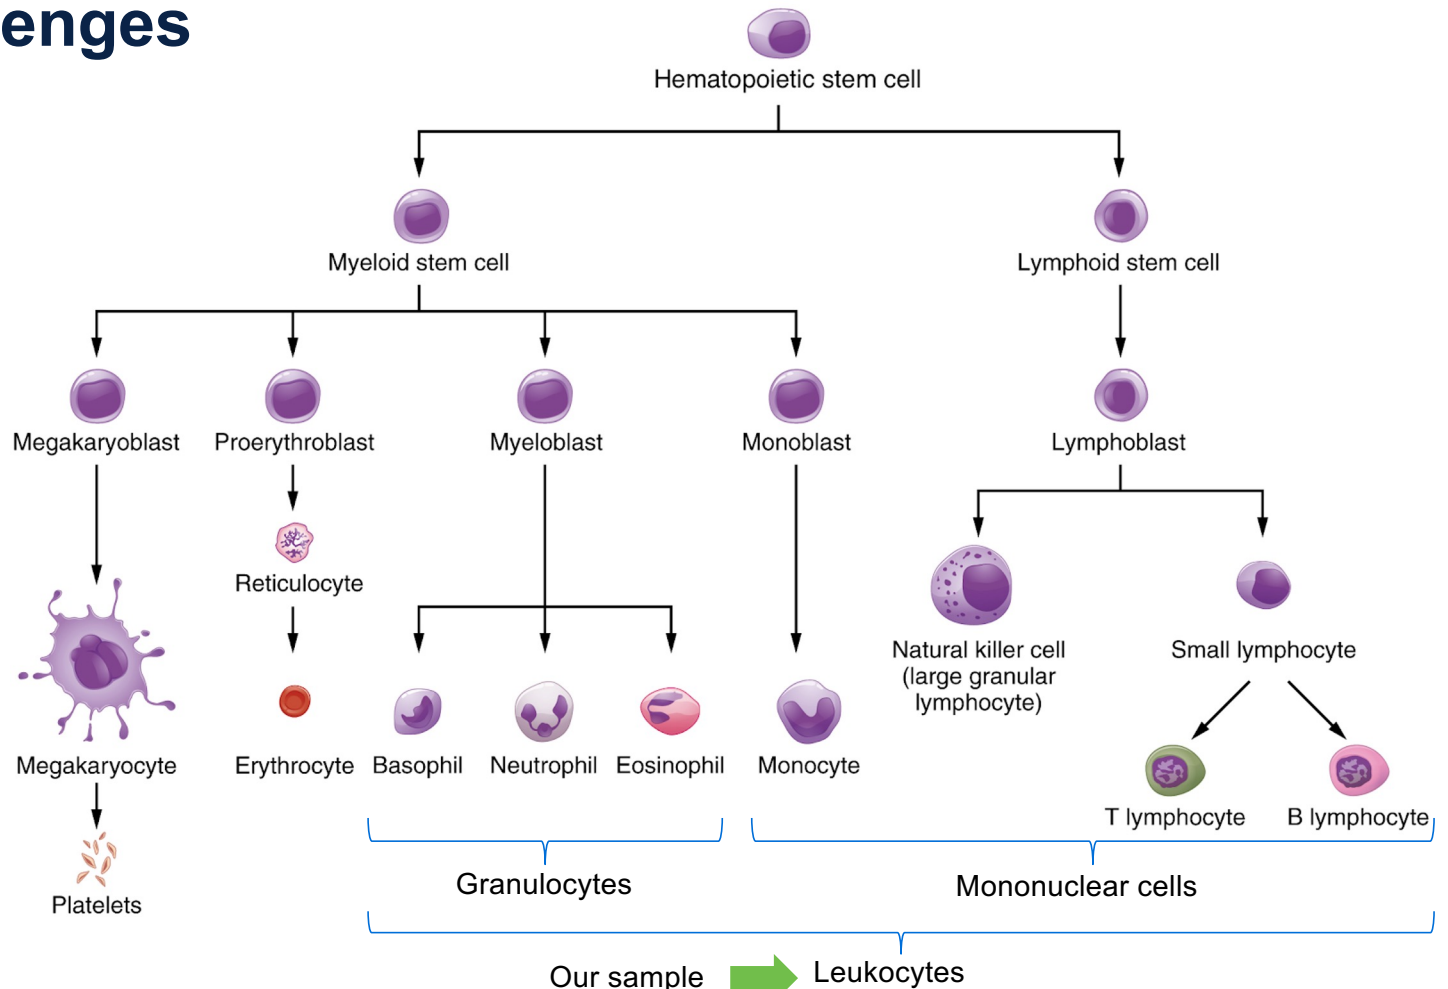 enges
Hematopoietic stem cell
Myeloid stem cell
Lymphoid stem cell
Megakaryoblast
Proerythroblast
Myeloblast
Monoblast
Lymphoblast
Reticulocyte
Natural killer cell
(large granular
lymphocyte)
Small lymphocyte
Megakaryocyte
Erythrocyte
Basophil
Neutrophil
Eosinophil
Monocyte
T lymphocyte
B lymphocyte
Platelets
Granulocytes
Mononuclear cells
Our sample
Leukocytes